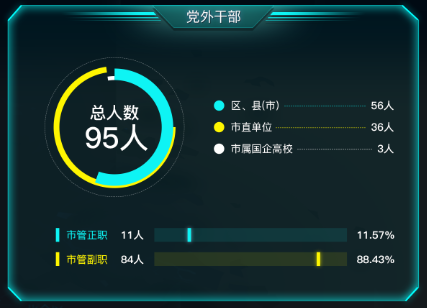 党外干部
总人数
95人
区、县(市) 56人
市直单位 36人
市属国企高校 3人
市管正职 11人 11.57%
市管副职 84人 88.43%